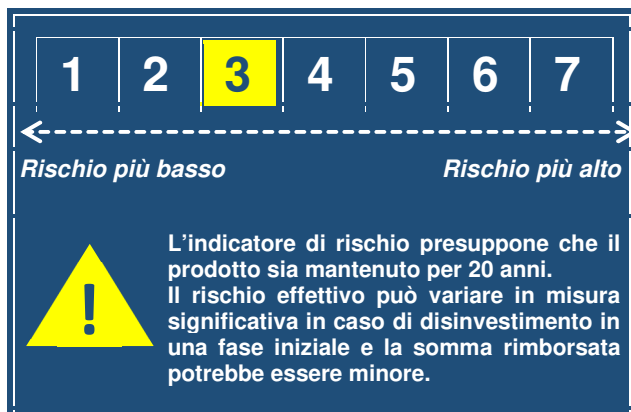 1 2 3 4 5 6 7
Rischio più basso Rischio più alto
L'indicatore di rischio presuppone che il
prodotto sia mantenuto per 20 anni.
Il rischio effettivo può variare in misura
significativa in caso di disinvestimento in
una fase iniziale e la somma rimborsata
potrebbe essere minore.
!